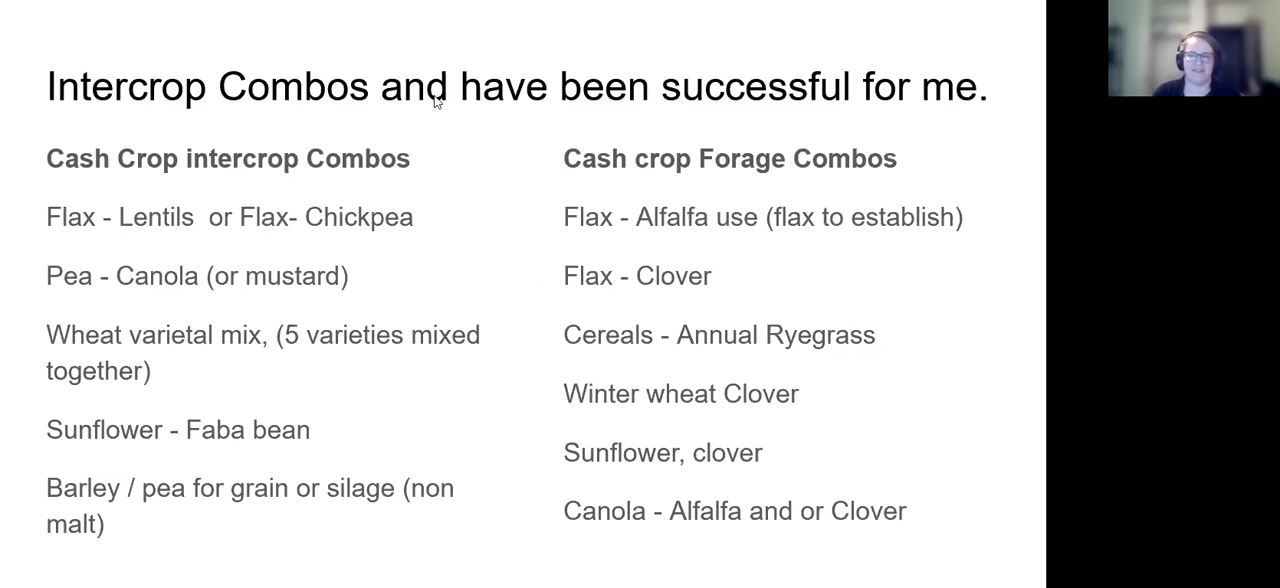 Intercrop Combos and have been successful for me.
Cash Crop intercrop Combos
Flax - Lentils  or Flax- Chickpea
Pea - Canola (or mustard)
Wheat varietal mix, (5 varieties mixed
together)
Sunflower - Faba bean
Barley / pea for grain or silage (non
malt)
Cash crop Forage Combos
Flax - Alfalfa use (flax to establish)
Flax - Clover
Cereals - Annual Ryegrass
Winter wheat Clover
Sunflower, clover
Canola - Alfalfa and or Clover